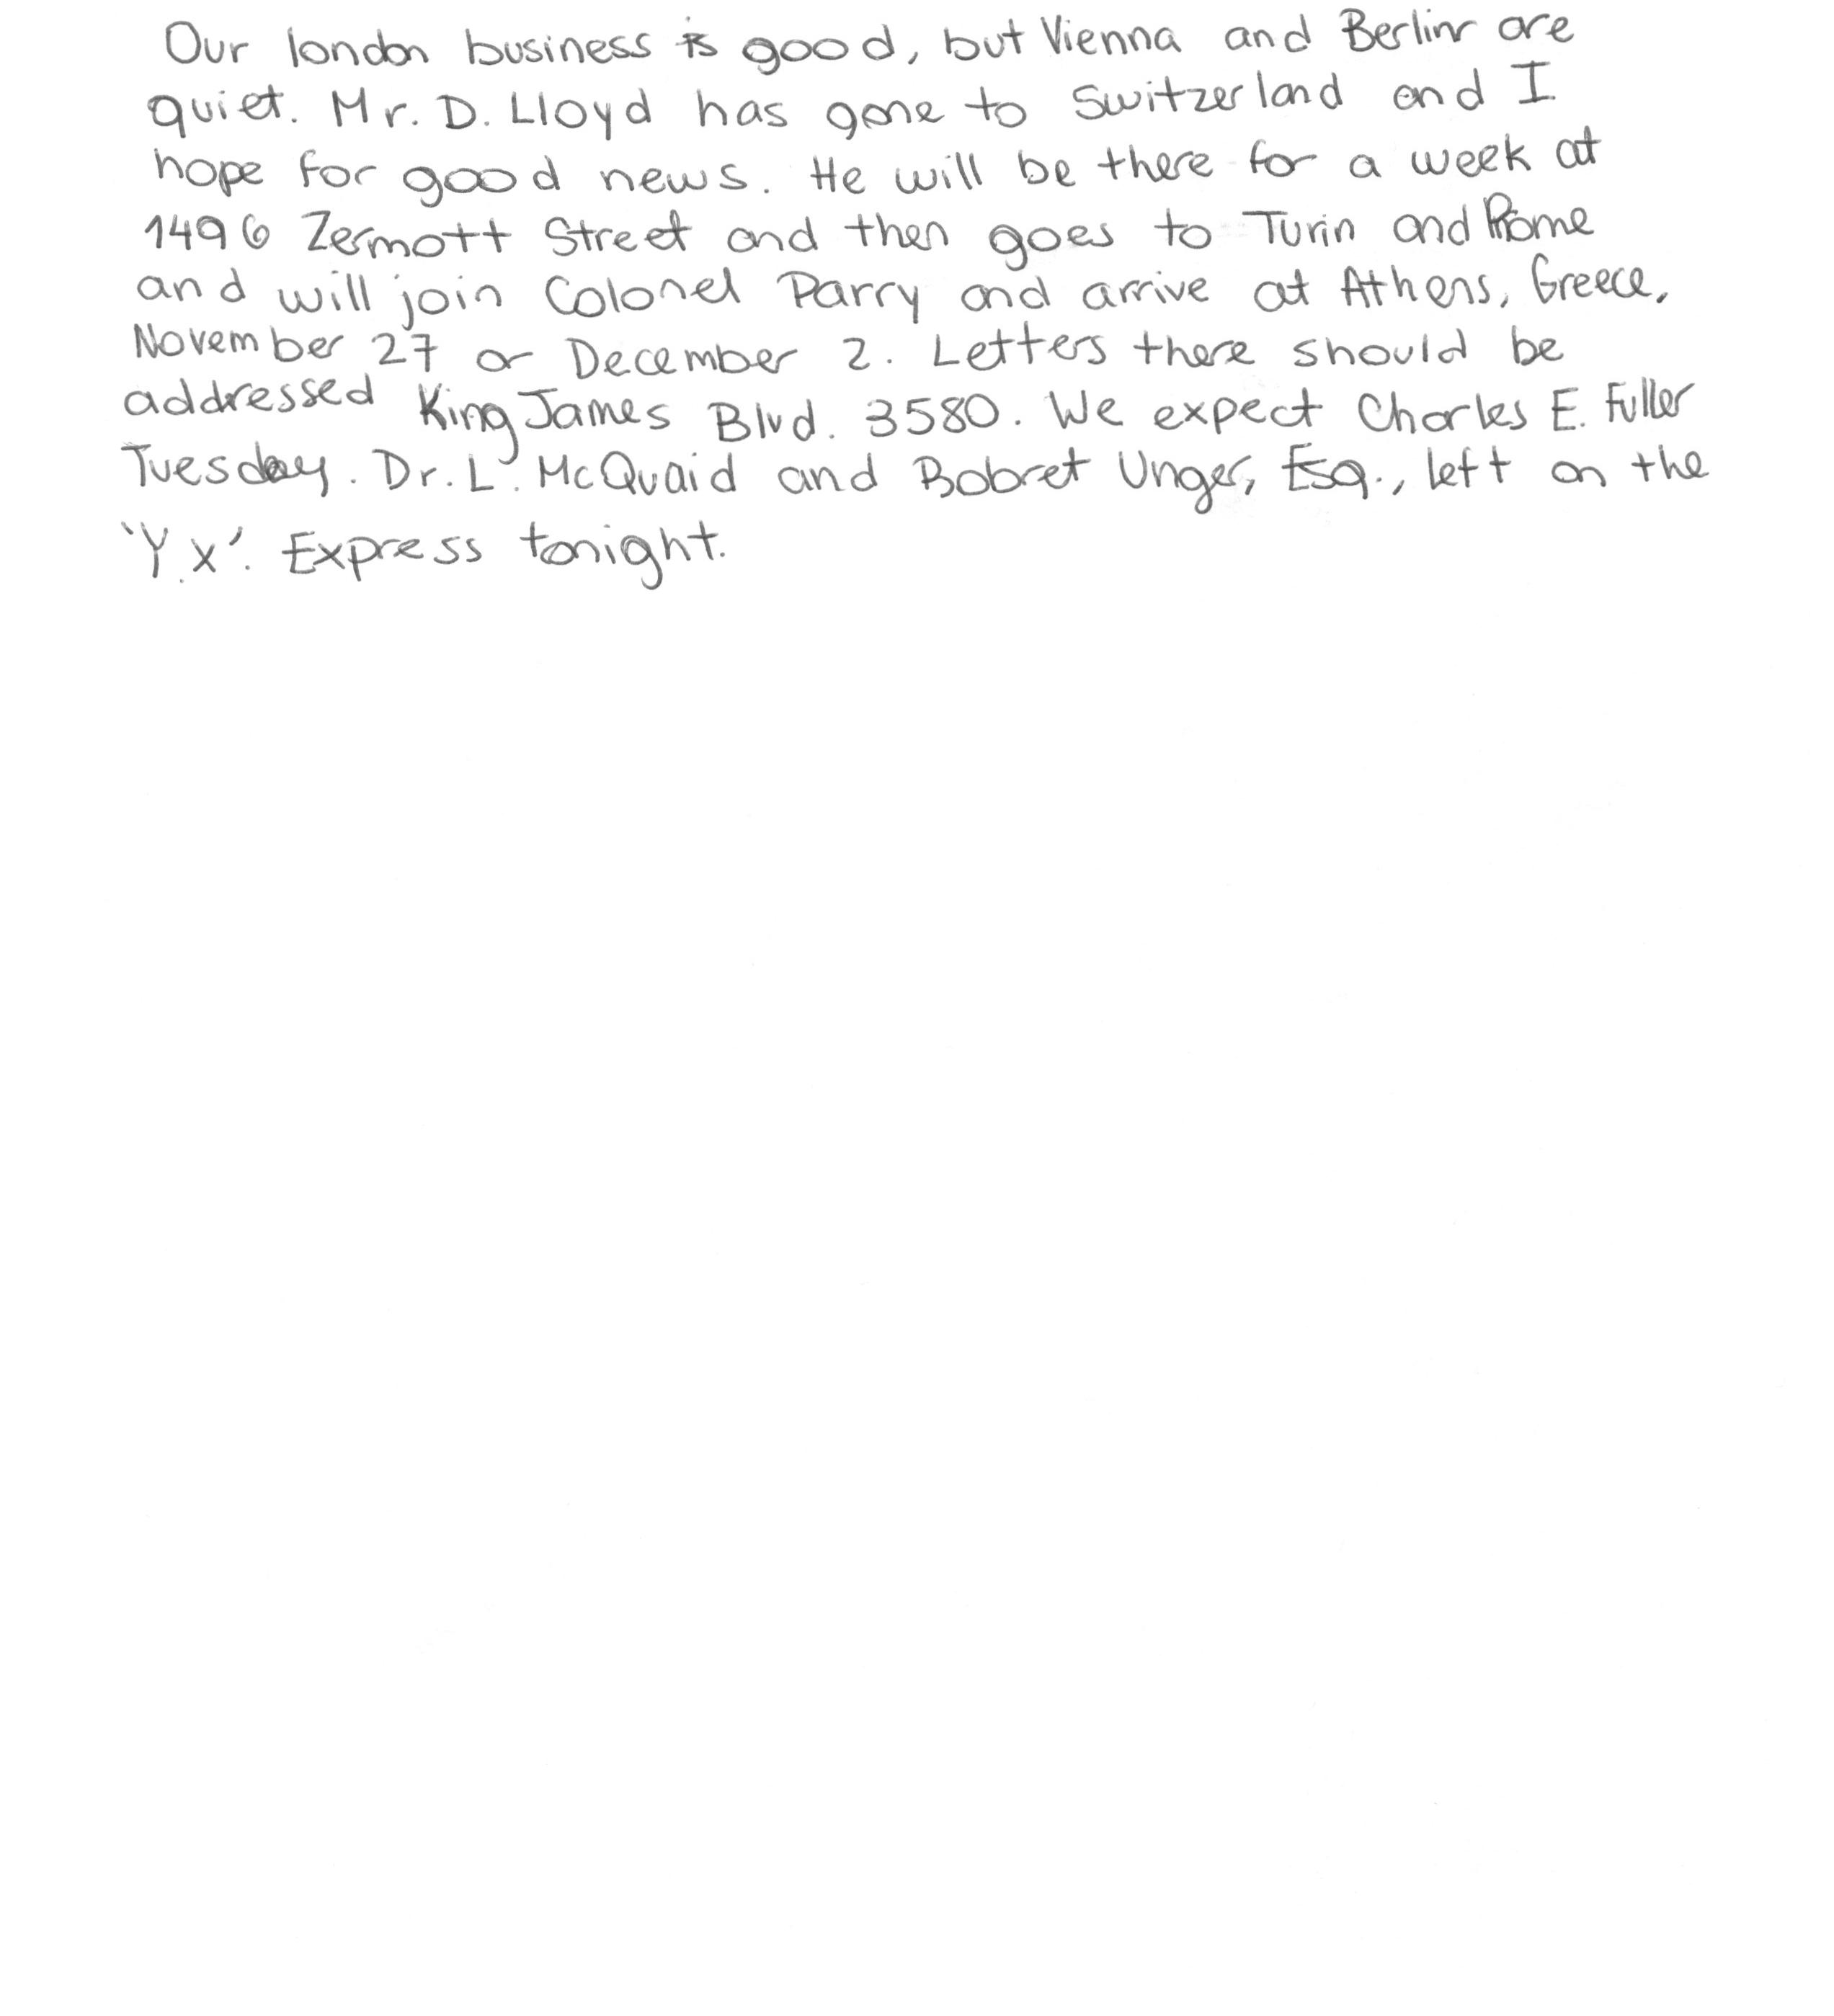 Our london business is good, but Vienna and Berlin are
quiet. Mr. D. Lloyd has gone to Switzerland and I
hope for good news. He will be there for a week at
1496 Zermott Street and then goes to Turin and Rome
and will join Colonel Parry and arrive at Athens, Greece,
November 27 or December 2. Letters there should be
addressed King James Blvd. 3580. We expect Charles E. Fuller
Tuesday. Dr. L. McQuaid and Bobret Unger, Esq., left on the
'Y.X'. Express tonight.